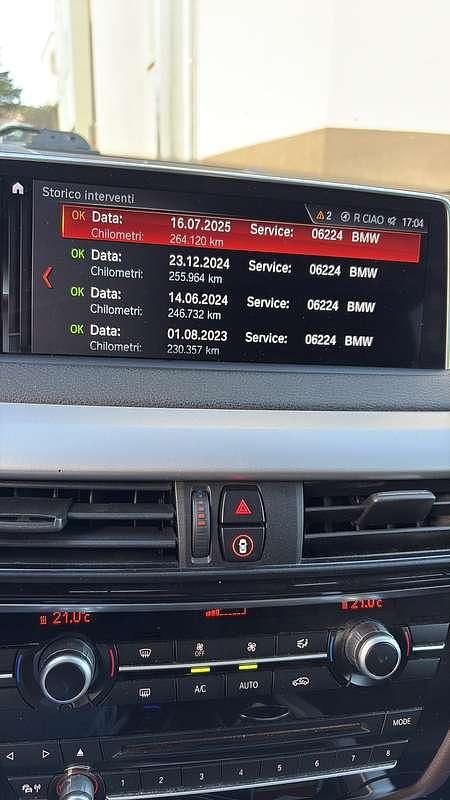 Storico interventi
2 R CIAO 17:04
OK Data: 16.07.2025 Service: 06224 BMW
Chilometri: 264.120 km
OK Data: 23.12.2024 Service: 06224 BMW
Chilometri: 255.964 km
OK Data: 14.06.2024 Service: 06224 BMW
Chilometri: 246.732 km
OK Data: 01.08.2023 Service: 06224 BMW
Chilometri: 230.357 km
21.0°C 21.0°C
OFF
A/C AUTO
MODE
1 2 3 4 5 6 7 8